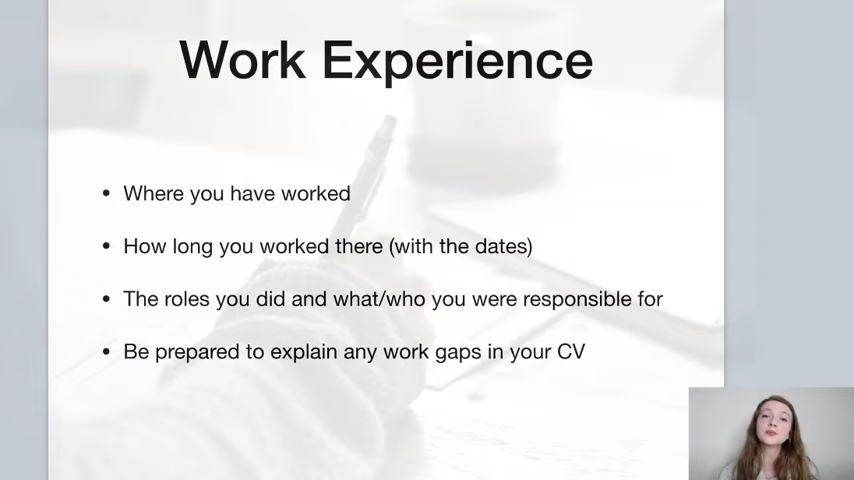 Work Experience
• Where you have worked
• How long you worked there (with the dates)
• The roles you did and what/who you were responsible for
• Be prepared to explain any work gaps in your CV